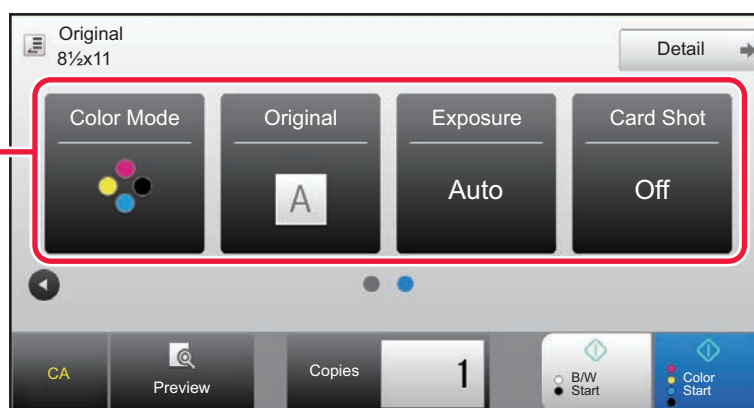 Original
8½x11
Detail
Color Mode
Original
Exposure
Card Shot
A
Auto
Off
CA
Preview
Copies
1
B/W
Start
Color
Start